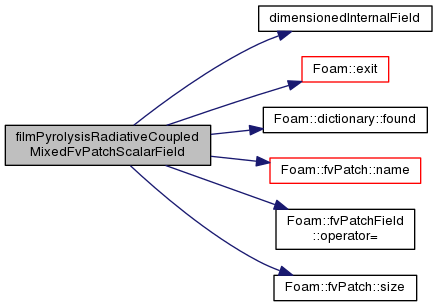 dimensionedInternalField
Foam::exit
Foam::dictionary::found
filmPyrolysisRadiativeCoupled
MixedFvPatchScalarField
Foam::fvPatch::name
Foam::fvPatchField
::operator=
Foam::fvPatch::size